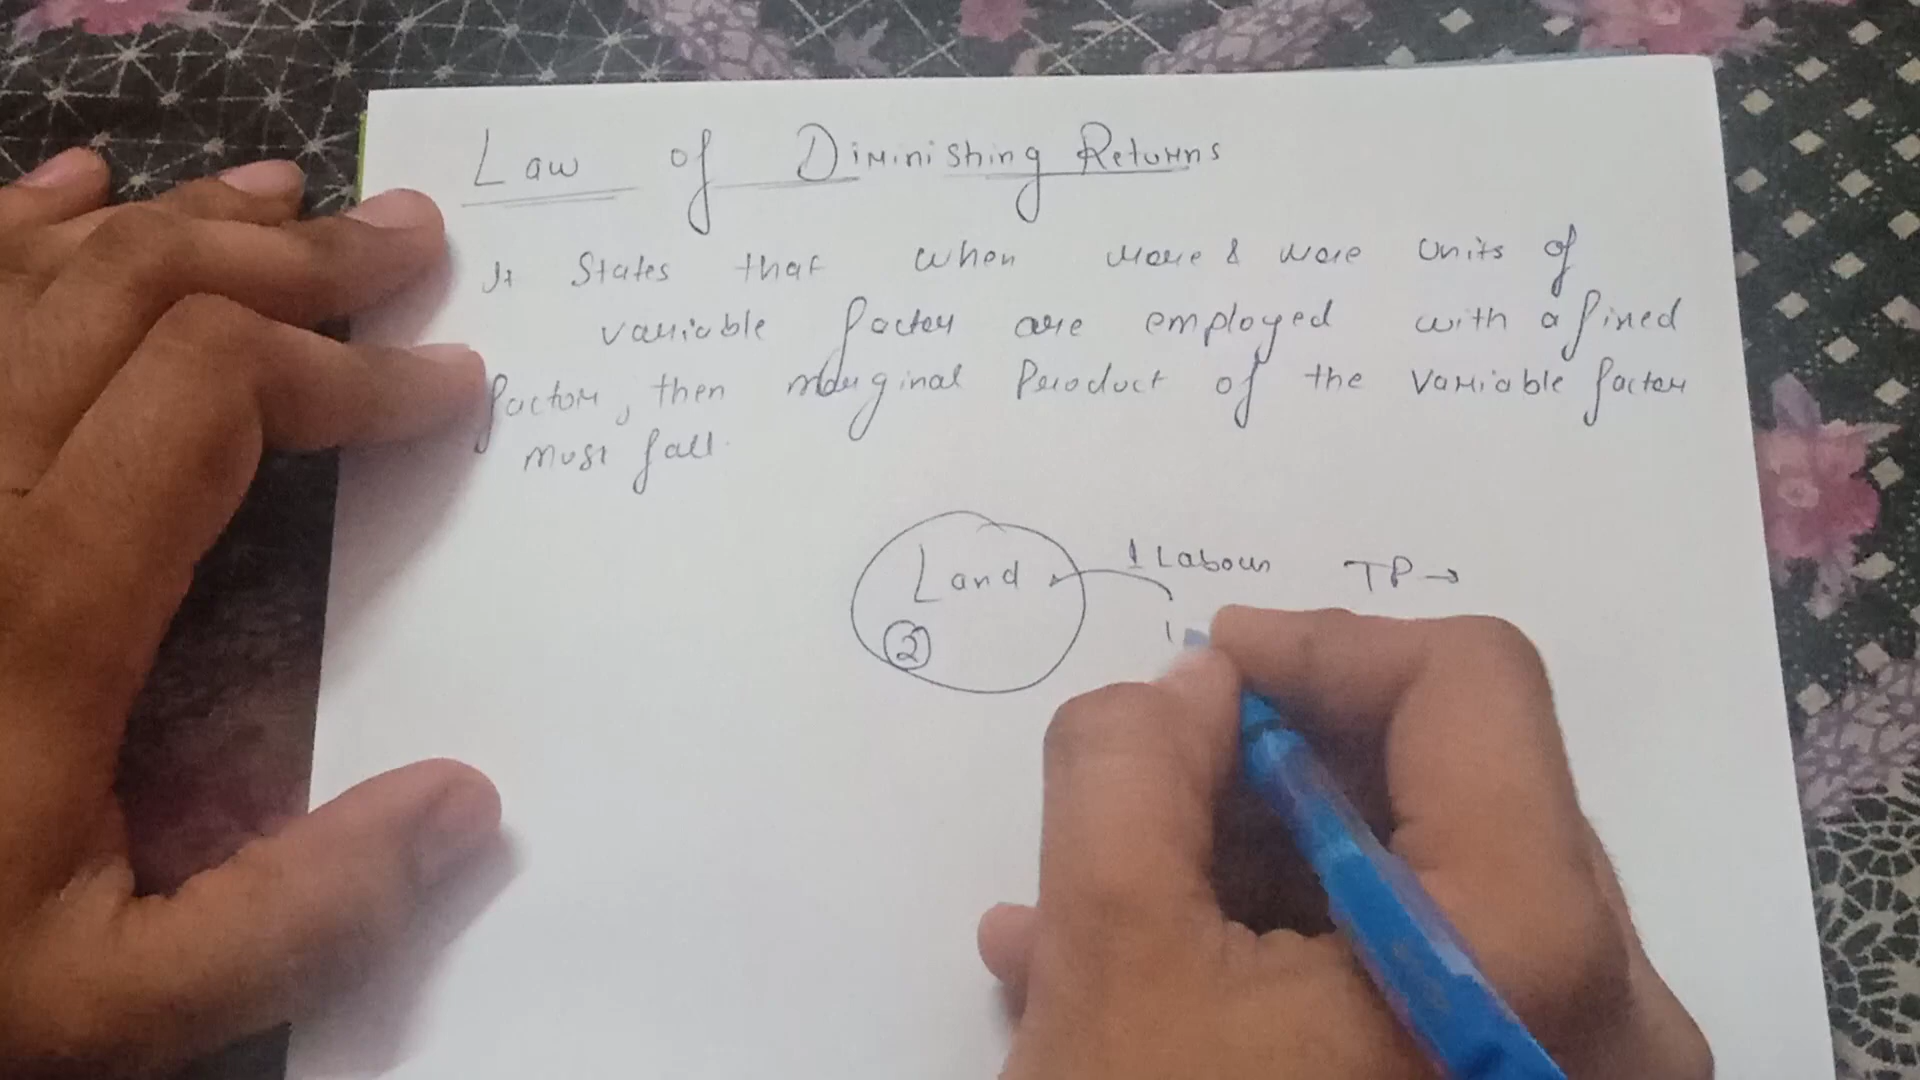 Law of Diminishing Returns
It States that when more & more Units of
variable factor are employed with a fixed
factor, then marginal Product of the Variable factor
must fall.
Land 1 Labour TP →
2